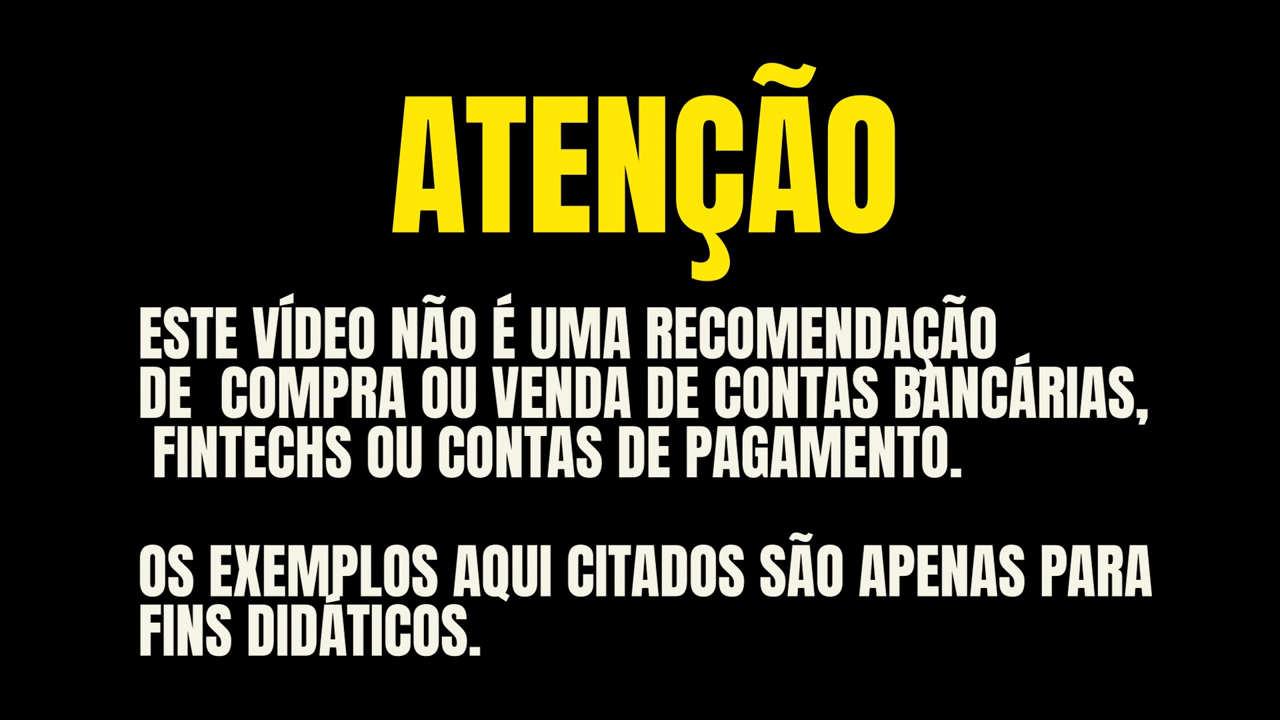 ATENÇÃO
ESTE VÍDEO NÃO É UMA RECOMENDAÇÃO
DE COMPRA OU VENDA DE CONTAS BANCÁRIAS,
FINTECHS OU CONTAS DE PAGAMENTO.
OS EXEMPLOS AQUI CITADOS SÃO APENAS PARA
FINS DIDÁTICOS.